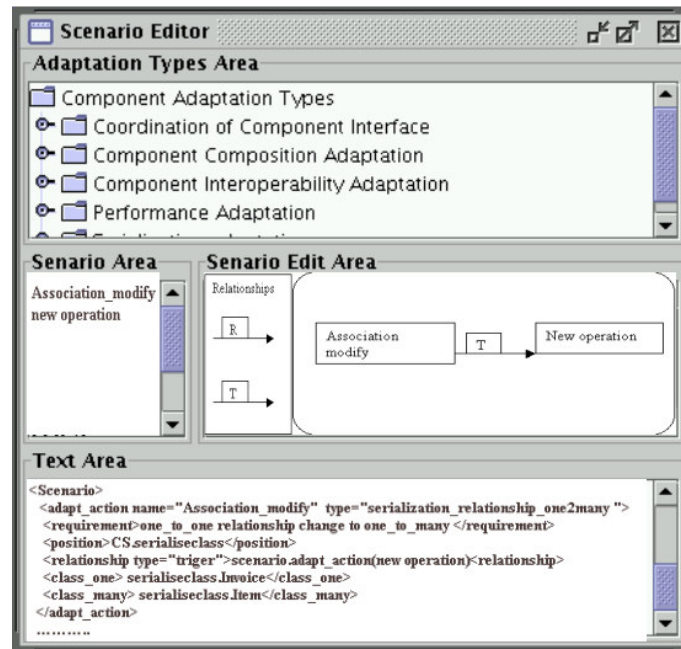 Scenario Editor
Adaptation Types Area
Component Adaptation Types
Coordination of Component Interface
Component Composition Adaptation
Component Interoperability Adaptation
Performance Adaptation
Senario Area
Association_modify
new operation
Senario Edit Area
Relationships
R
T
Association
modify
T
New operation
Text Area
<Scenario>
<adapt_action name="Association_modify" type="serialization_relationship_one2many ">
<requirement>one_to_one relationship change to one_to_many </requirement>
<position>CS.serialiseclass</position>
<relationship type="triger">scenario.adapt_action(new operation)<relationship>
<class_one> serialiseclass.Invoice</class_one>
<class_many> serialiseclass.Item</class_many>
</adapt_action>
...........